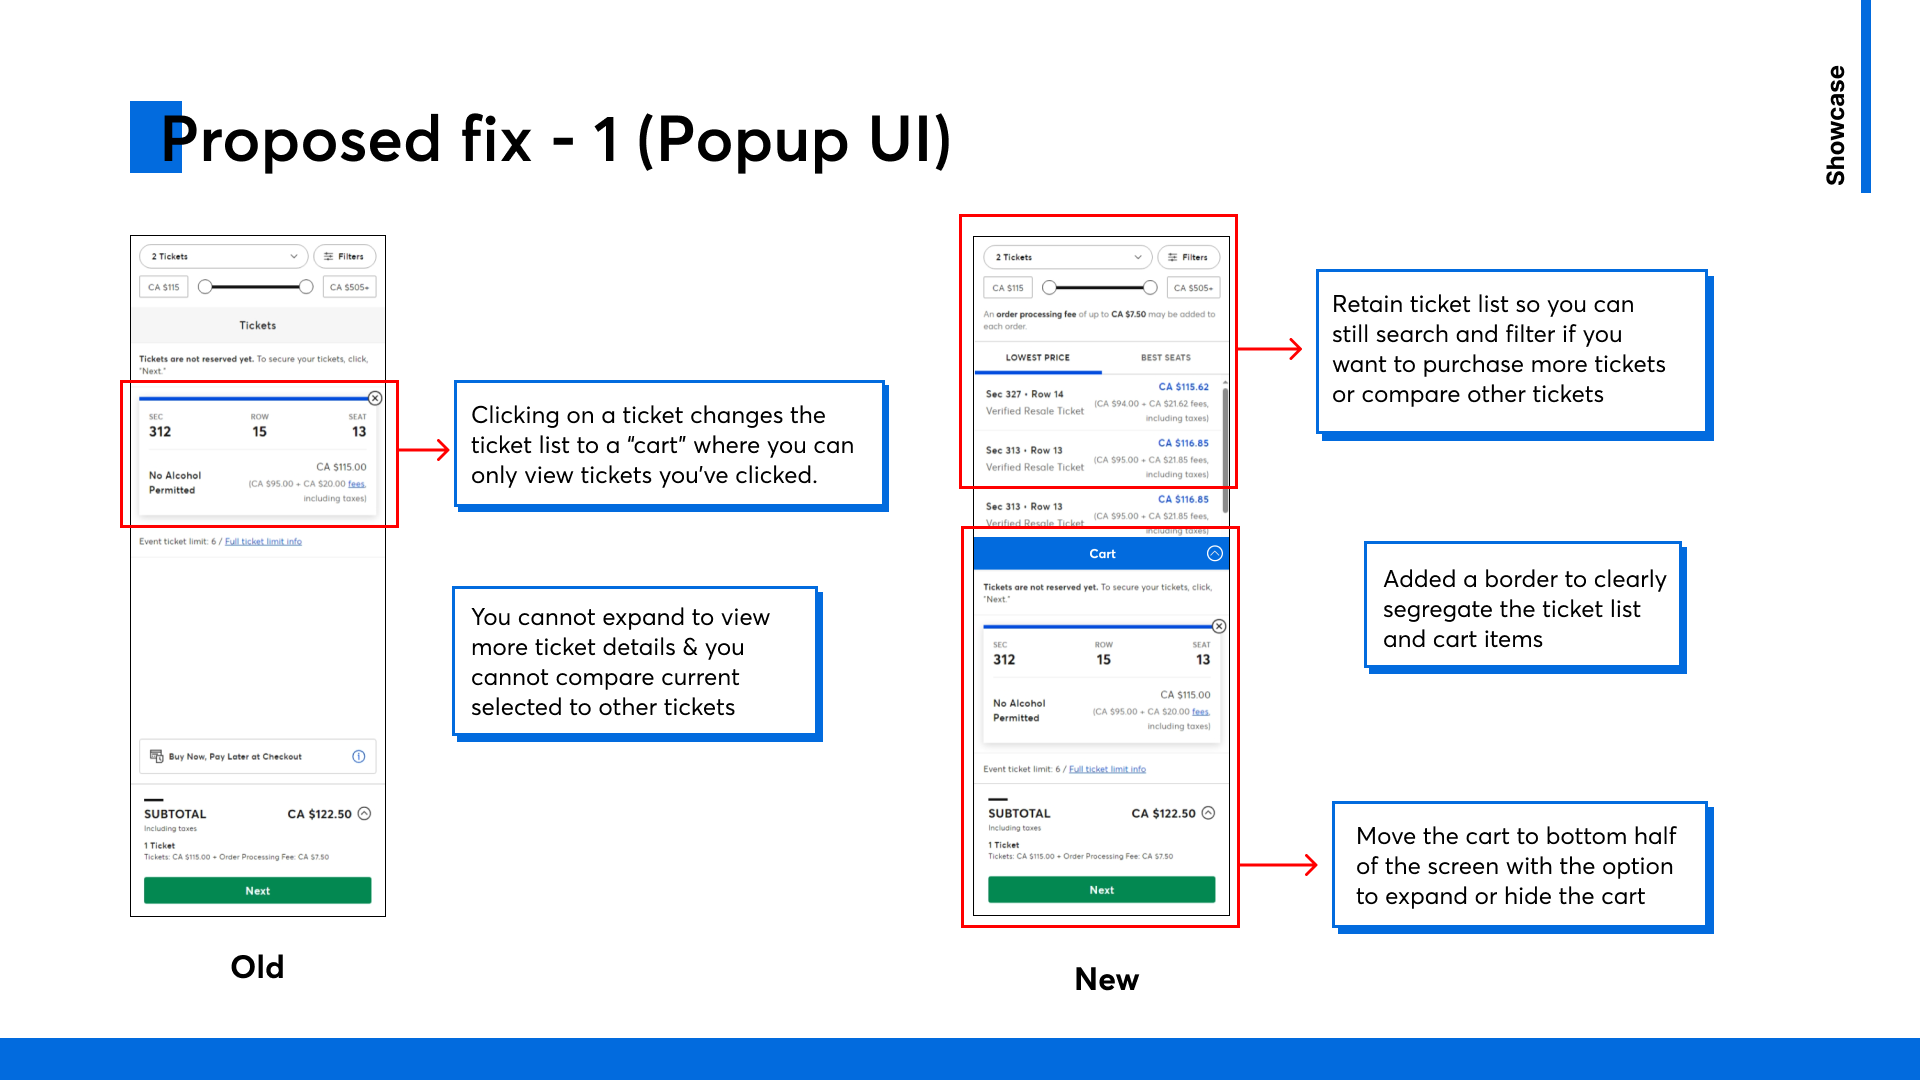 Showcase
Proposed fix - 1 (Popup UI)
2 Tickets
Filters
CA $115
CA $505+
Tickets
Tickets are not reserved yet. To secure your tickets, click,
"Next."
SEC ROW SEAT
312 15 13
No Alcohol
Permitted
CA $115.00
(CA $95.00 + CA $20.00 fees,
including taxes)
Event ticket limit: 6 / Full ticket limit info
Buy Now, Pay Later at Checkout
SUBTOTAL CA $122.50
Including taxes
1 Ticket
Tickets: CA $115.00 + Order Processing Fee: CA $7.50
Next
Old
Clicking on a ticket changes the
ticket list to a “cart” where you can
only view tickets you’ve clicked.
You cannot expand to view
more ticket details & you
cannot compare current
selected to other tickets
2 Tickets
Filters
CA $115
CA $505+
An order processing fee of up to CA $7.50 may be added to
each order.
LOWEST PRICE BEST SEATS
Sec 327 • Row 14
Verified Resale Ticket
CA $115.62
(CA $94.00 + CA $21.62 fees,
including taxes)
Sec 313 • Row 13
Verified Resale Ticket
CA $116.85
(CA $95.00 + CA $21.85 fees,
including taxes)
Sec 313 • Row 13
Verified Resale Ticket
CA $116.85
(CA $95.00 + CA $21.85 fees,
including taxes)
Cart
Tickets are not reserved yet. To secure your tickets, click,
"Next."
SEC ROW SEAT
312 15 13
No Alcohol
Permitted
CA $115.00
(CA $95.00 + CA $20.00 fees,
including taxes)
Event ticket limit: 6 / Full ticket limit info
SUBTOTAL CA $122.50
Including taxes
1 Ticket
Tickets: CA $115.00 + Order Processing Fee: CA $7.50
Next
New
Retain ticket list so you can
still search and filter if you
want to purchase more tickets
or compare other tickets
Added a border to clearly
segregate the ticket list
and cart items
Move the cart to bottom half
of the screen with the option
to expand or hide the cart